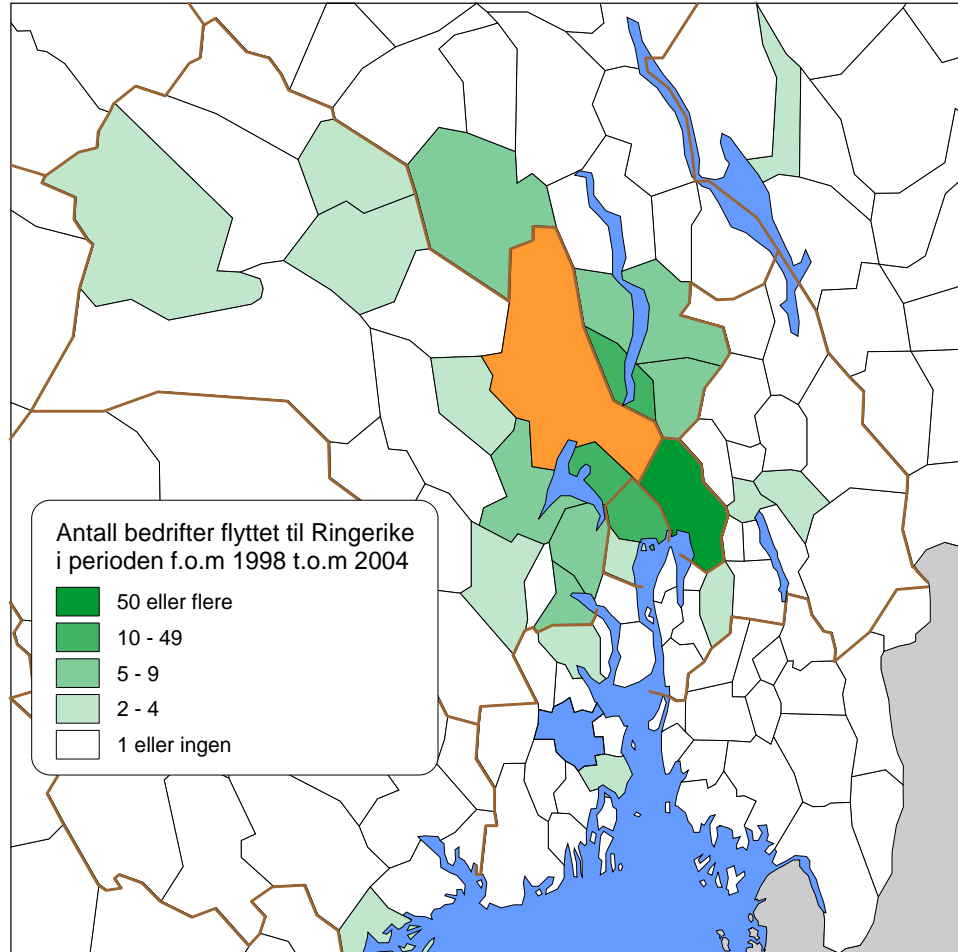 Antall bedrifter flyttet til Ringerike
i perioden f.o.m 1998 t.o.m 2004
50 eller flere
10 - 49
5 - 9
2 - 4
1 eller ingen